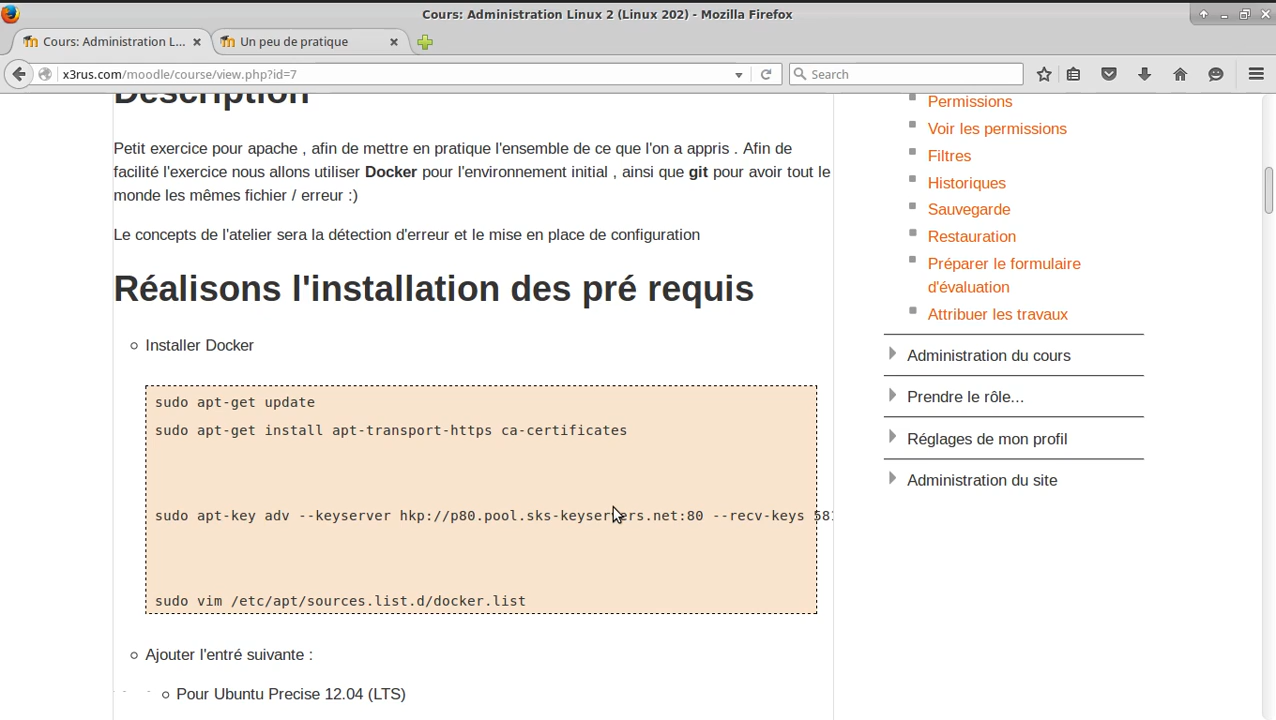 Cours: Administration Linux 2 (Linux 202) - Mozilla Firefox
Cours: Administration L...
Un peu de pratique
x3rus.com/moodle/course/view.php?id=7
Search
Description
Petit exercice pour apache , afin de mettre en pratique l'ensemble de ce que l'on a appris . Afin de
facilité l'exercice nous allons utiliser Docker pour l'environnement initial , ainsi que git pour avoir tout le
monde les mêmes fichier / erreur :)
Le concepts de l'atelier sera la détection d'erreur et le mise en place de configuration
Réalisons l'installation des pré requis
Installer Docker
sudo apt-get update
sudo apt-get install apt-transport-https ca-certificates
sudo apt-key adv --keyserver hkp://p80.pool.sks-keyservers.net:80 --recv-keys 581
sudo vim /etc/apt/sources.list.d/docker.list
Ajouter l'entré suivante :
Pour Ubuntu Precise 12.04 (LTS)
Permissions
Voir les permissions
Filtres
Historiques
Sauvegarde
Restauration
Préparer le formulaire
d'évaluation
Attribuer les travaux
Administration du cours
Prendre le rôle...
Réglages de mon profil
Administration du site